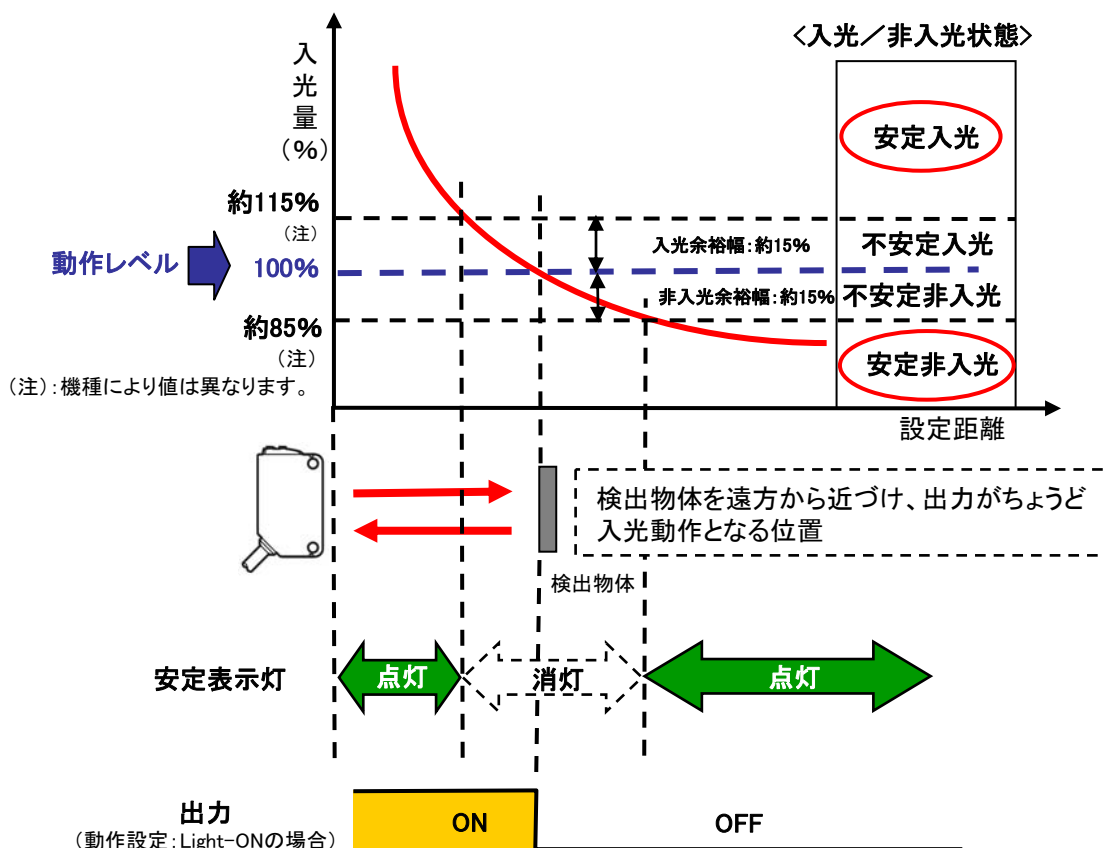 <入光／非入光状態>
入光量(%)
安定入光
約115%
(注)
入光余裕幅：約15%
不安定入光
動作レベル
100%
非入光余裕幅：約15%
不安定非入光
約85%
(注)
安定非入光
(注)：機種により値は異なります。
設定距離
検出物体を遠方から近づけ、出力がちょうど
入光動作となる位置
検出物体
安定表示灯
点灯
消灯
点灯
出力
(動作設定：Light-ONの場合)
ON
OFF